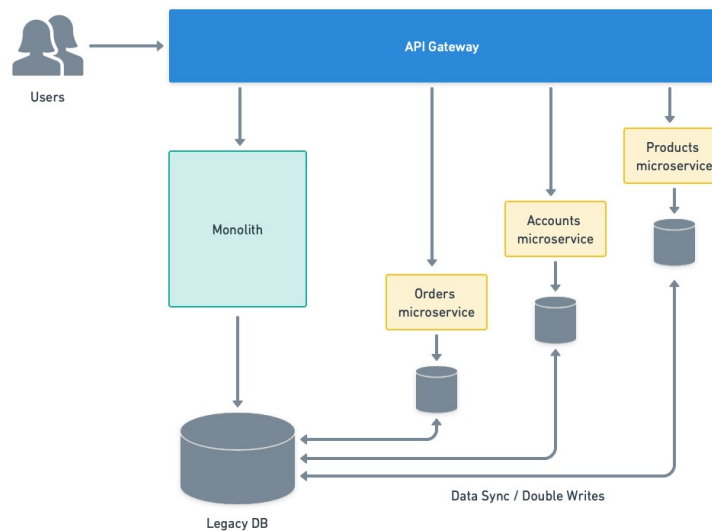 API Gateway
Users
Products
microservice
Monolith
Accounts
microservice
Orders
microservice
Data Sync / Double Writes
Legacy DB